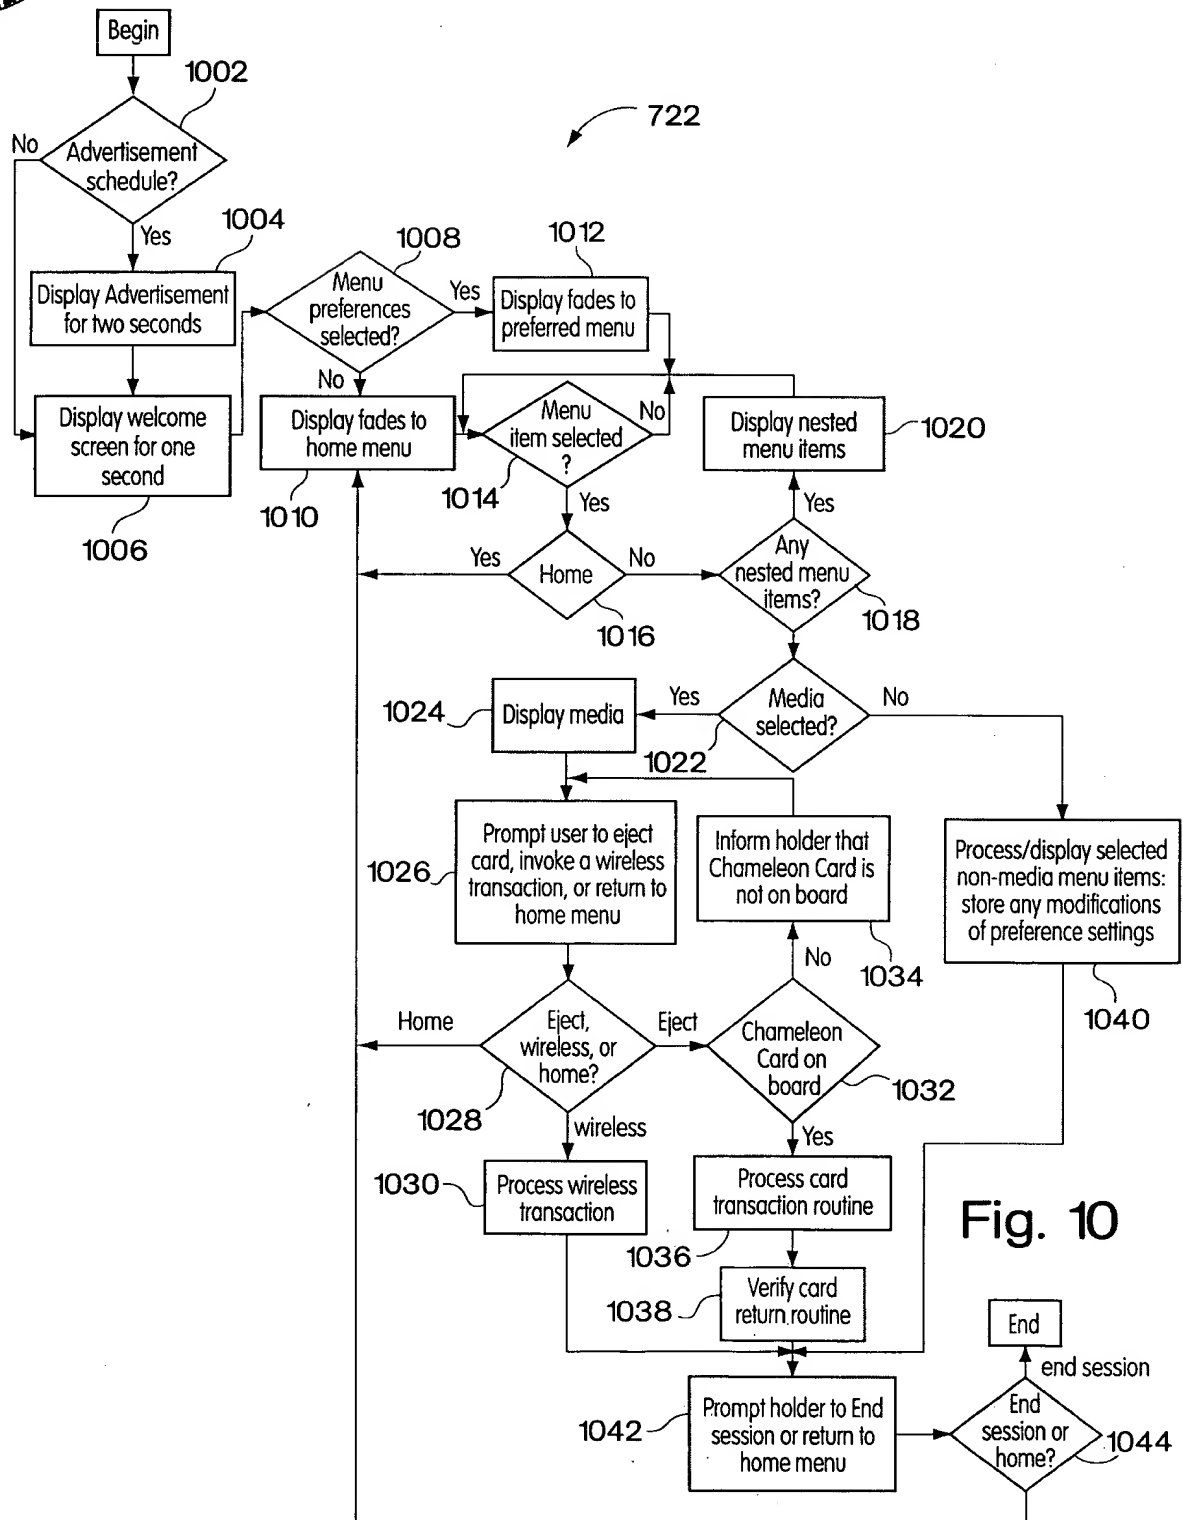 Begin
1002
722
No
Advertisement
schedule?
Yes
1004
Display Advertisement
for two seconds
Display welcome
screen for one
second
1006
1008
Menu
preferences
selected?
Yes
1012
Display fades to
preferred menu
No
Display fades to
home menu
1010
Menu
item selected
?
No
1014
Yes
Display nested
menu items
1020
Yes
Yes
Home
No
1016
Any
nested menu
items?
1018
1024
Display media
Yes
Media
selected?
No
1022
1026
Prompt user to eject
card, invoke a wireless
transaction, or return to
home menu
Inform holder that
Chameleon Card is
not on board
1034
No
Process/display selected
non-media menu items:
store any modifications
of preference settings
1040
Home
Eject,
wireless, or
home?
Eject
1028
Chameleon
Card on
board
1032
wireless
Yes
1030
Process wireless
transaction
Process card
transaction routine
1036
Fig. 10
1038
Verify card
return routine
End
end session
1042
Prompt holder to End
session or return to
home menu
End
session or
home?
1044